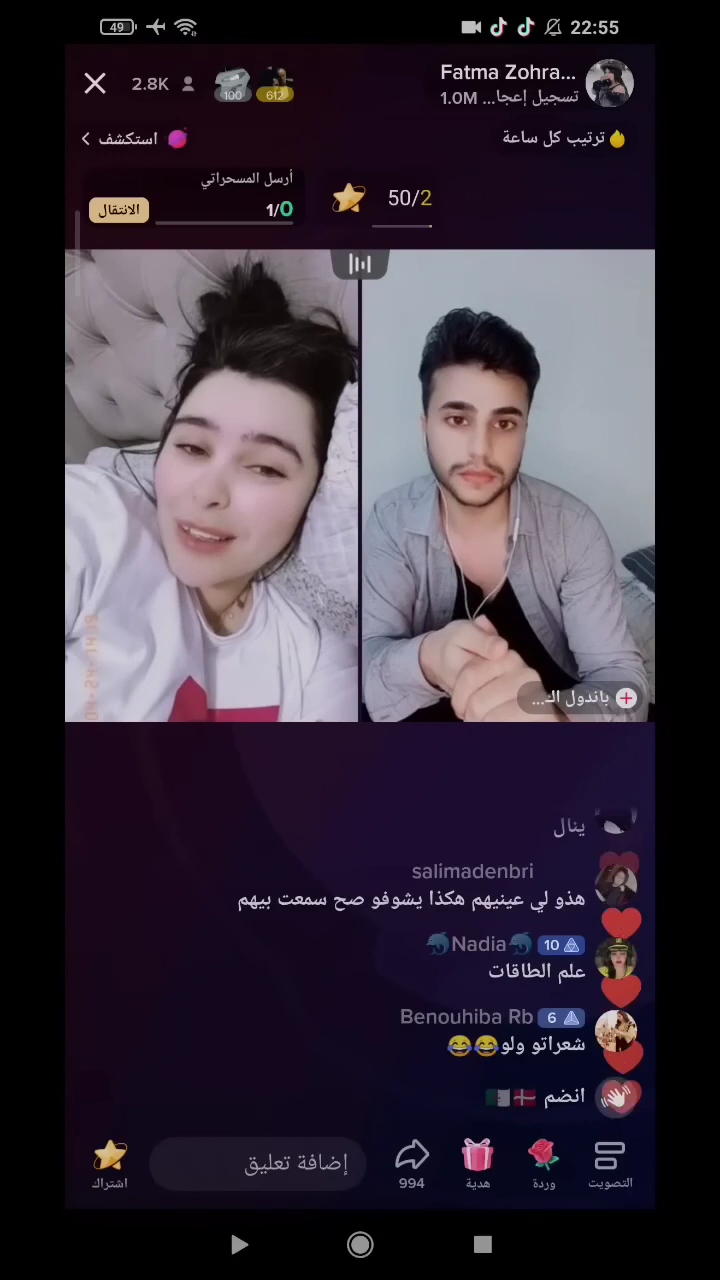 49
22:55
2.8K
100
612
Fatma Zohra...
تسجيل إعجا... 1.0M
استكشف
ترتيب كل ساعة
أرسل المسحراتي
الانتقال
1/0
50/2
باندول اك...
ينال
salimadenbri
هذو لي عينيهم هكذا يشوفو صح سمعت بيهم
🐬Nadia🐬 10
علم الطاقات
Benouhiba Rb 6
شعراتو ولو😂😂
انضم 🇩🇰🇩🇿
اشتراك
إضافة تعليق
994
هدية
وردة
التصويت